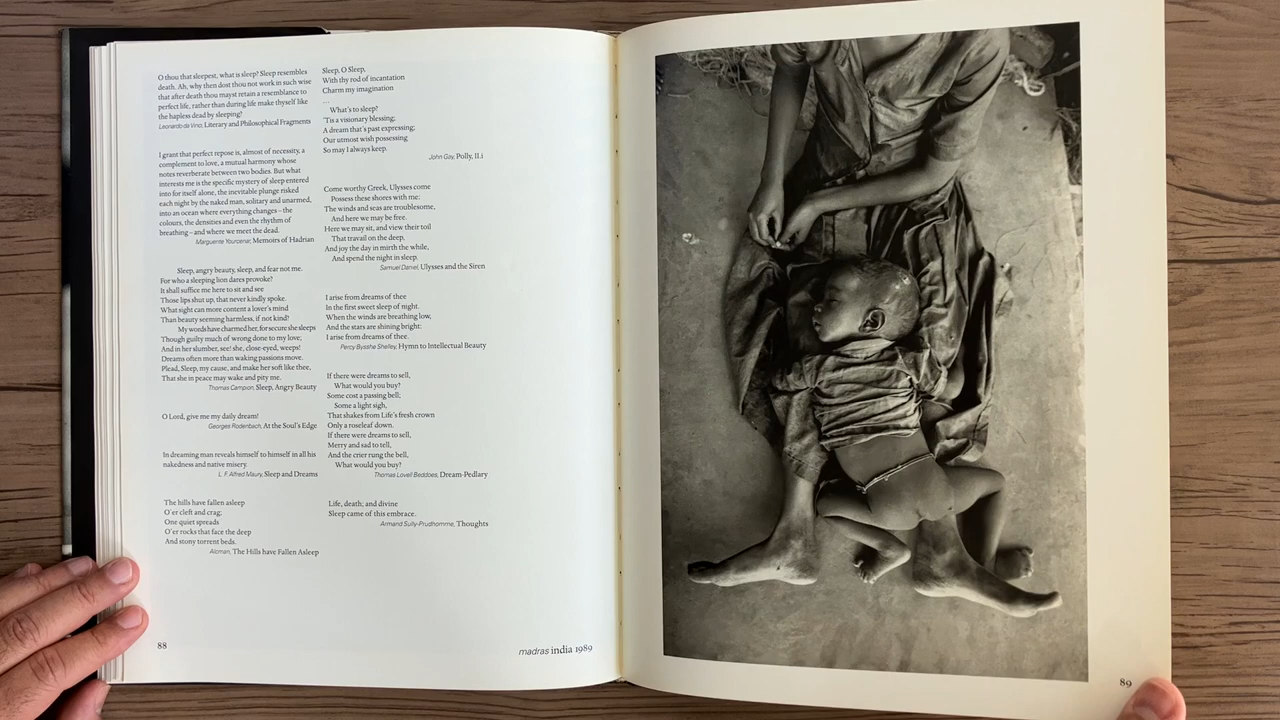 O thou that sleepest, what is sleep? Sleep resembles
death. Ah, why then dost thou not work in such wise
that after death thou mayst retain a resemblance to
perfect life, rather than during life make thyself like
the hapless dead by sleeping?
Leonardo da Vinci, Literary and Philosophical Fragments
I grant that perfect repose is, almost of necessity, a
complement to love, a mutual harmony whose
notes reverberate between two bodies. But what
interests me is the specific mystery of sleep entered
into for itself alone, the inevitable plunge risked
each night by the naked man, solitary and unarmed,
into an ocean where everything changes – the
colours, the densities and even the rhythm of
breathing – and where we meet the dead.
Marguerite Yourcenar, Memoirs of Hadrian
Sleep, angry beauty, sleep, and fear not me.
For who a sleeping lion dares provoke?
It shall suffice me here to sit and see
Those lips shut up, that never kindly spoke.
What sight can more content a lover's mind
Than beauty seeming harmless, if not kind?
My words have charmed her, for secure she sleeps
Though guilty much of wrong done to my love;
And in her slumber, see! she, close-eyed, weeps!
Dreams often more than waking passions move.
Plead, Sleep, my cause, and make her soft like thee,
That she in peace may wake and pity me.
Thomas Campion, Sleep, Angry Beauty
O Lord, give me my daily dream!
Georges Rodenbach, At the Soul's Edge
In dreaming man reveals himself to himself in all his
nakedness and native misery.
L. F. Alfred Maury, Sleep and Dreams
The hills have fallen asleep
O'er cleft and crag;
One quiet spreads
O'er rocks that face the deep
And stony torrent beds.
Alcman, The Hills have Fallen Asleep
Sleep, O Sleep,
With thy rod of incantation
Charm my imagination
...
What's to sleep?
'Tis a visionary blessing;
A dream that's past expressing;
Our utmost wish possessing
So may I always keep.
John Gay, Polly, II.i
Come worthy Greek, Ulysses come
Possess these shores with me:
The winds and seas are troublesome,
And here we may be free.
Here we may sit, and view their toil
That travail on the deep,
And joy the day in mirth the while,
And spend the night in sleep.
Samuel Daniel, Ulysses and the Siren
I arise from dreams of thee
In the first sweet sleep of night.
When the winds are breathing low,
And the stars are shining bright:
I arise from dreams of thee.
Percy Bysshe Shelley, Hymn to Intellectual Beauty
If there were dreams to sell,
What would you buy?
Some cost a passing bell;
Some a light sigh,
That shakes from Life's fresh crown
Only a roseleaf down.
If there were dreams to sell,
Merry and sad to tell,
And the crier rung the bell,
What would you buy?
Thomas Lovell Beddoes, Dream-Pedlary
Life, death; and divine
Sleep came of this embrace.
Armand Sully-Prudhomme, Thoughts
88
madras india 1989
89